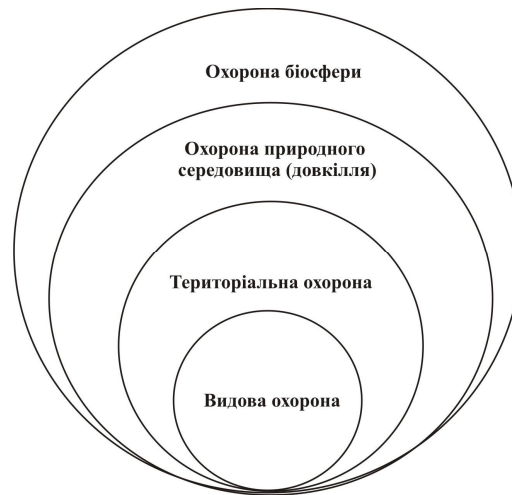 Охорона біосфери
Охорона природного
середовища (довкілля)
Територіальна охорона
Видова охорона